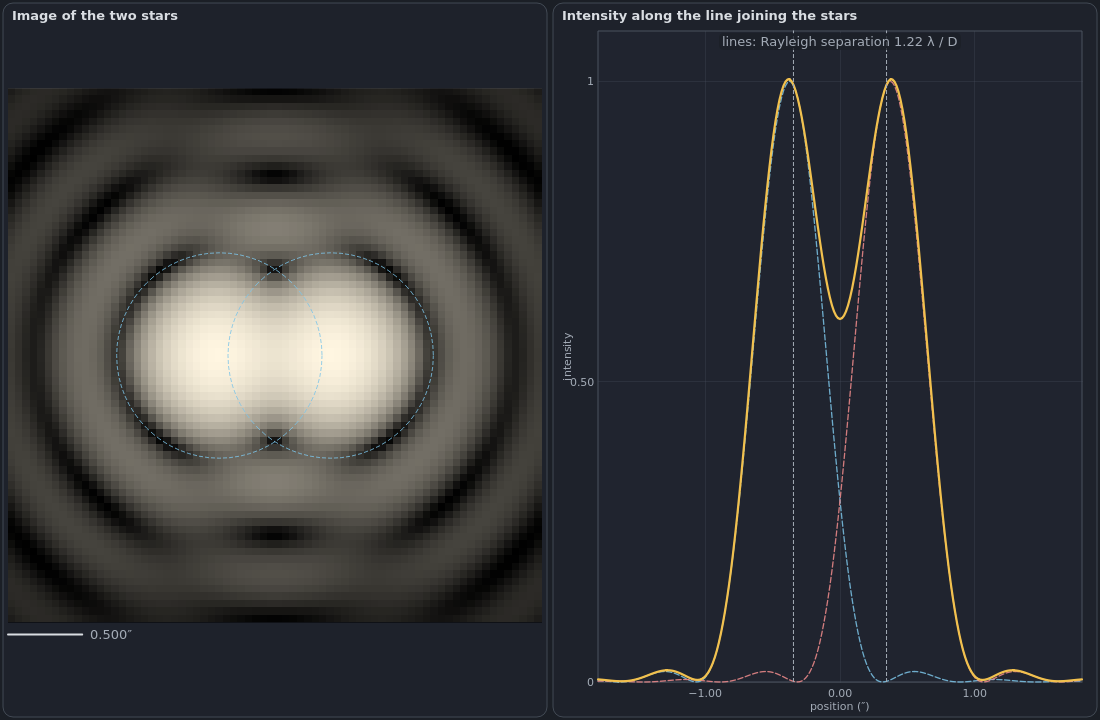 Image of the two stars
0.500″
Intensity along the line joining the stars
lines: Rayleigh separation 1.22 λ / D
1
intensity
0.50
0
−1.00
0.00
1.00
position (″)